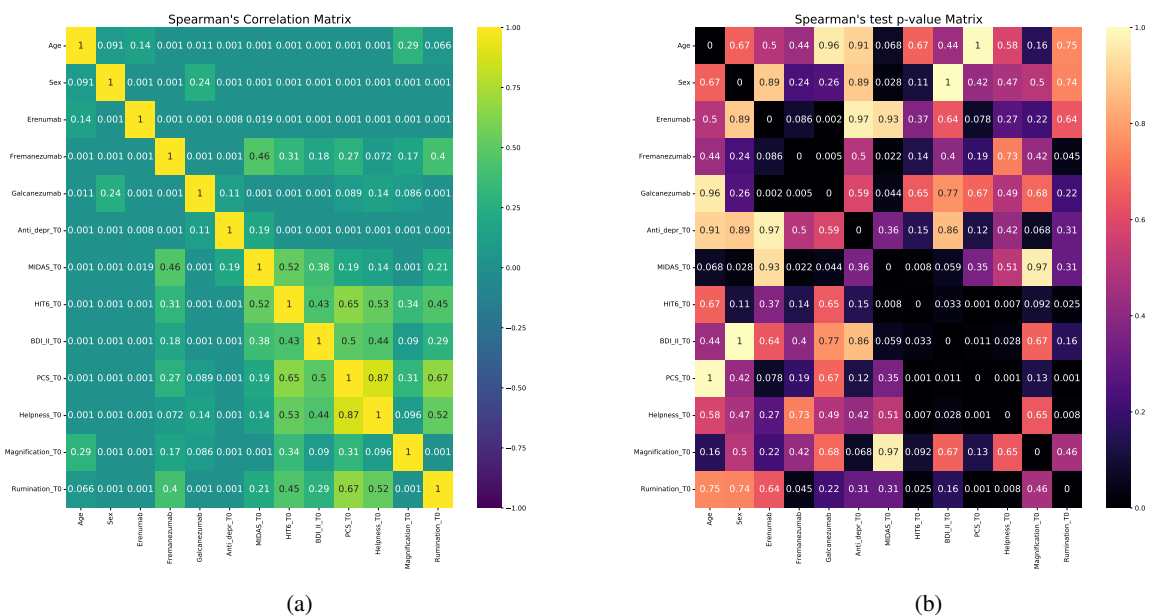 Spearman's Correlation Matrix
Age 1 0.091 0.14 0.001 0.011 0.001 0.001 0.001 0.001 0.001 0.001 0.29 0.066
Sex 0.091 1 0.001 0.001 0.24 0.001 0.001 0.001 0.001 0.001 0.001 0.001 0.001
Erenumab 0.14 0.001 1 0.001 0.001 0.008 0.019 0.001 0.001 0.001 0.001 0.001 0.001
Fremanezumab 0.001 0.001 0.001 1 0.001 0.001 0.46 0.31 0.18 0.27 0.072 0.17 0.4
Galcanezumab 0.011 0.24 0.001 0.001 1 0.11 0.001 0.001 0.001 0.089 0.14 0.086 0.001
Anti_depr_T0 0.001 0.001 0.008 0.001 0.11 1 0.19 0.001 0.001 0.001 0.001 0.001 0.001
MIDAS_T0 0.001 0.001 0.019 0.46 0.001 0.19 1 0.52 0.38 0.19 0.14 0.001 0.21
HIT6_T0 0.001 0.001 0.001 0.31 0.001 0.001 0.52 1 0.43 0.65 0.53 0.34 0.45
BDI_II_T0 0.001 0.001 0.001 0.18 0.001 0.001 0.38 0.43 1 0.5 0.44 0.09 0.29
PCS_T0 0.001 0.001 0.001 0.27 0.089 0.001 0.19 0.65 0.5 1 0.87 0.31 0.67
Helpness_T0 0.001 0.001 0.001 0.072 0.14 0.001 0.14 0.53 0.44 0.87 1 0.096 0.52
Magnification_T0 0.29 0.001 0.001 0.17 0.086 0.001 0.001 0.34 0.09 0.31 0.096 1 0.001
Rumination_T0 0.066 0.001 0.001 0.4 0.001 0.001 0.21 0.45 0.29 0.67 0.52 0.001 1
Age Sex Erenumab Fremanezumab Galcanezumab Anti_depr_T0 MIDAS_T0 HIT6_T0 BDI_II_T0 PCS_T0 Helpness_T0 Magnification_T0 Rumination_T0
1.00
0.75
0.50
0.25
0.00
−0.25
−0.50
−0.75
−1.00
(a)
Spearman's test p-value Matrix
Age 0 0.67 0.5 0.44 0.96 0.91 0.068 0.67 0.44 1 0.58 0.16 0.75
Sex 0.67 0 0.89 0.24 0.26 0.89 0.028 0.11 1 0.42 0.47 0.5 0.74
Erenumab 0.5 0.89 0 0.086 0.002 0.97 0.93 0.37 0.64 0.078 0.27 0.22 0.64
Fremanezumab 0.44 0.24 0.086 0 0.005 0.5 0.022 0.14 0.4 0.19 0.73 0.42 0.045
Galcanezumab 0.96 0.26 0.002 0.005 0 0.59 0.044 0.65 0.77 0.67 0.49 0.68 0.22
Anti_depr_T0 0.91 0.89 0.97 0.5 0.59 0 0.36 0.15 0.86 0.12 0.42 0.068 0.31
MIDAS_T0 0.068 0.028 0.93 0.022 0.044 0.36 0 0.008 0.059 0.35 0.51 0.97 0.31
HIT6_T0 0.67 0.11 0.37 0.14 0.65 0.15 0.008 0 0.033 0.001 0.007 0.092 0.025
BDI_II_T0 0.44 1 0.64 0.4 0.77 0.86 0.059 0.033 0 0.011 0.028 0.67 0.16
PCS_T0 1 0.42 0.078 0.19 0.67 0.12 0.35 0.001 0.011 0 0.001 0.13 0.001
Helpness_T0 0.58 0.47 0.27 0.73 0.49 0.42 0.51 0.007 0.028 0.001 0 0.65 0.008
Magnification_T0 0.16 0.5 0.22 0.42 0.68 0.068 0.97 0.092 0.67 0.13 0.65 0 0.46
Rumination_T0 0.75 0.74 0.64 0.045 0.22 0.31 0.31 0.025 0.16 0.001 0.008 0.46 0
Age Sex Erenumab Fremanezumab Galcanezumab Anti_depr_T0 MIDAS_T0 HIT6_T0 BDI_II_T0 PCS_T0 Helpness_T0 Magnification_T0 Rumination_T0
1.0
0.8
0.6
0.4
0.2
0.0
(b)